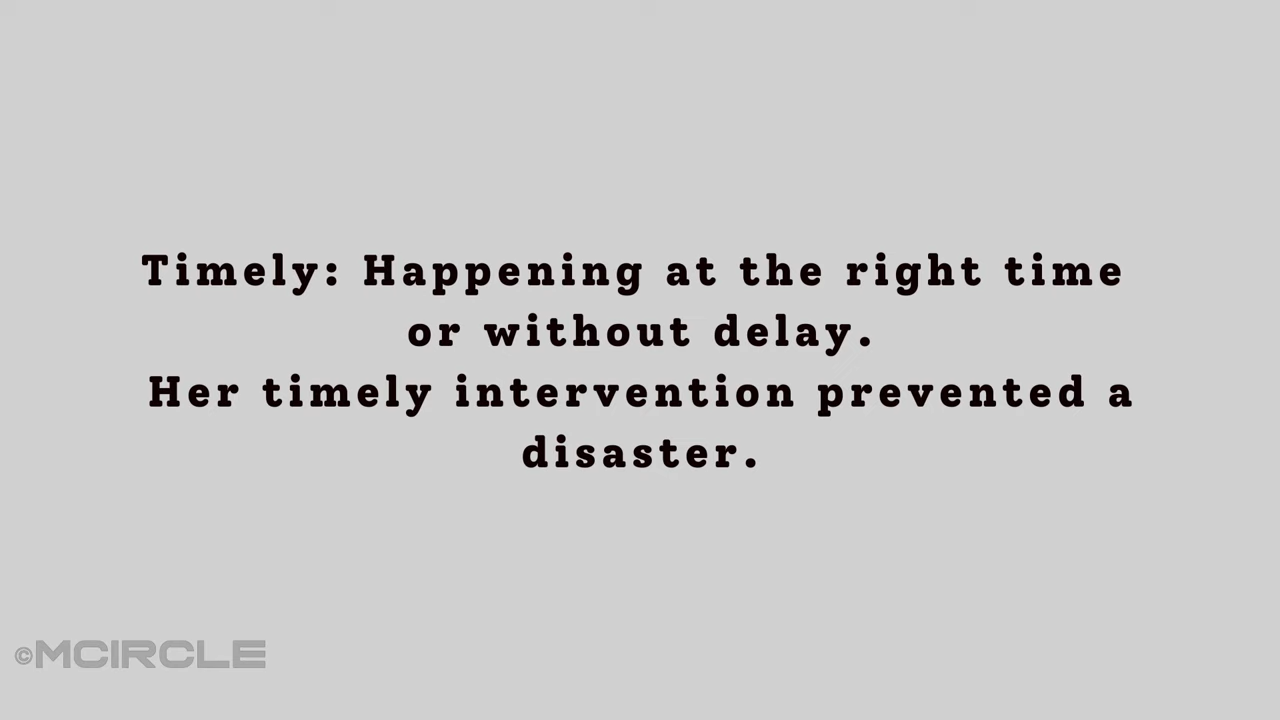 Timely: Happening at the right time
or without delay.
Her timely intervention prevented a
disaster.
©MCIRCLE